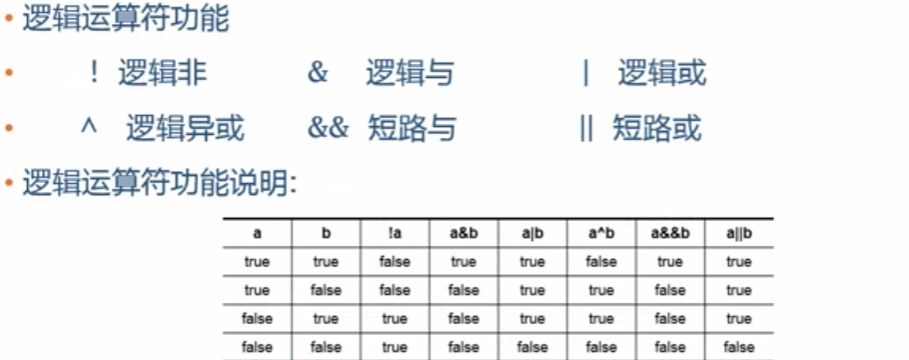 • 逻辑运算符功能
• ! 逻辑非 & 逻辑与 | 逻辑或
• ^ 逻辑异或 && 短路与 || 短路或
• 逻辑运算符功能说明:
a b !a a&b a|b a^b a&&b a||b
true true false true true false true true
true false false false true true false true
false true true false true true false true
false false true false false false false false